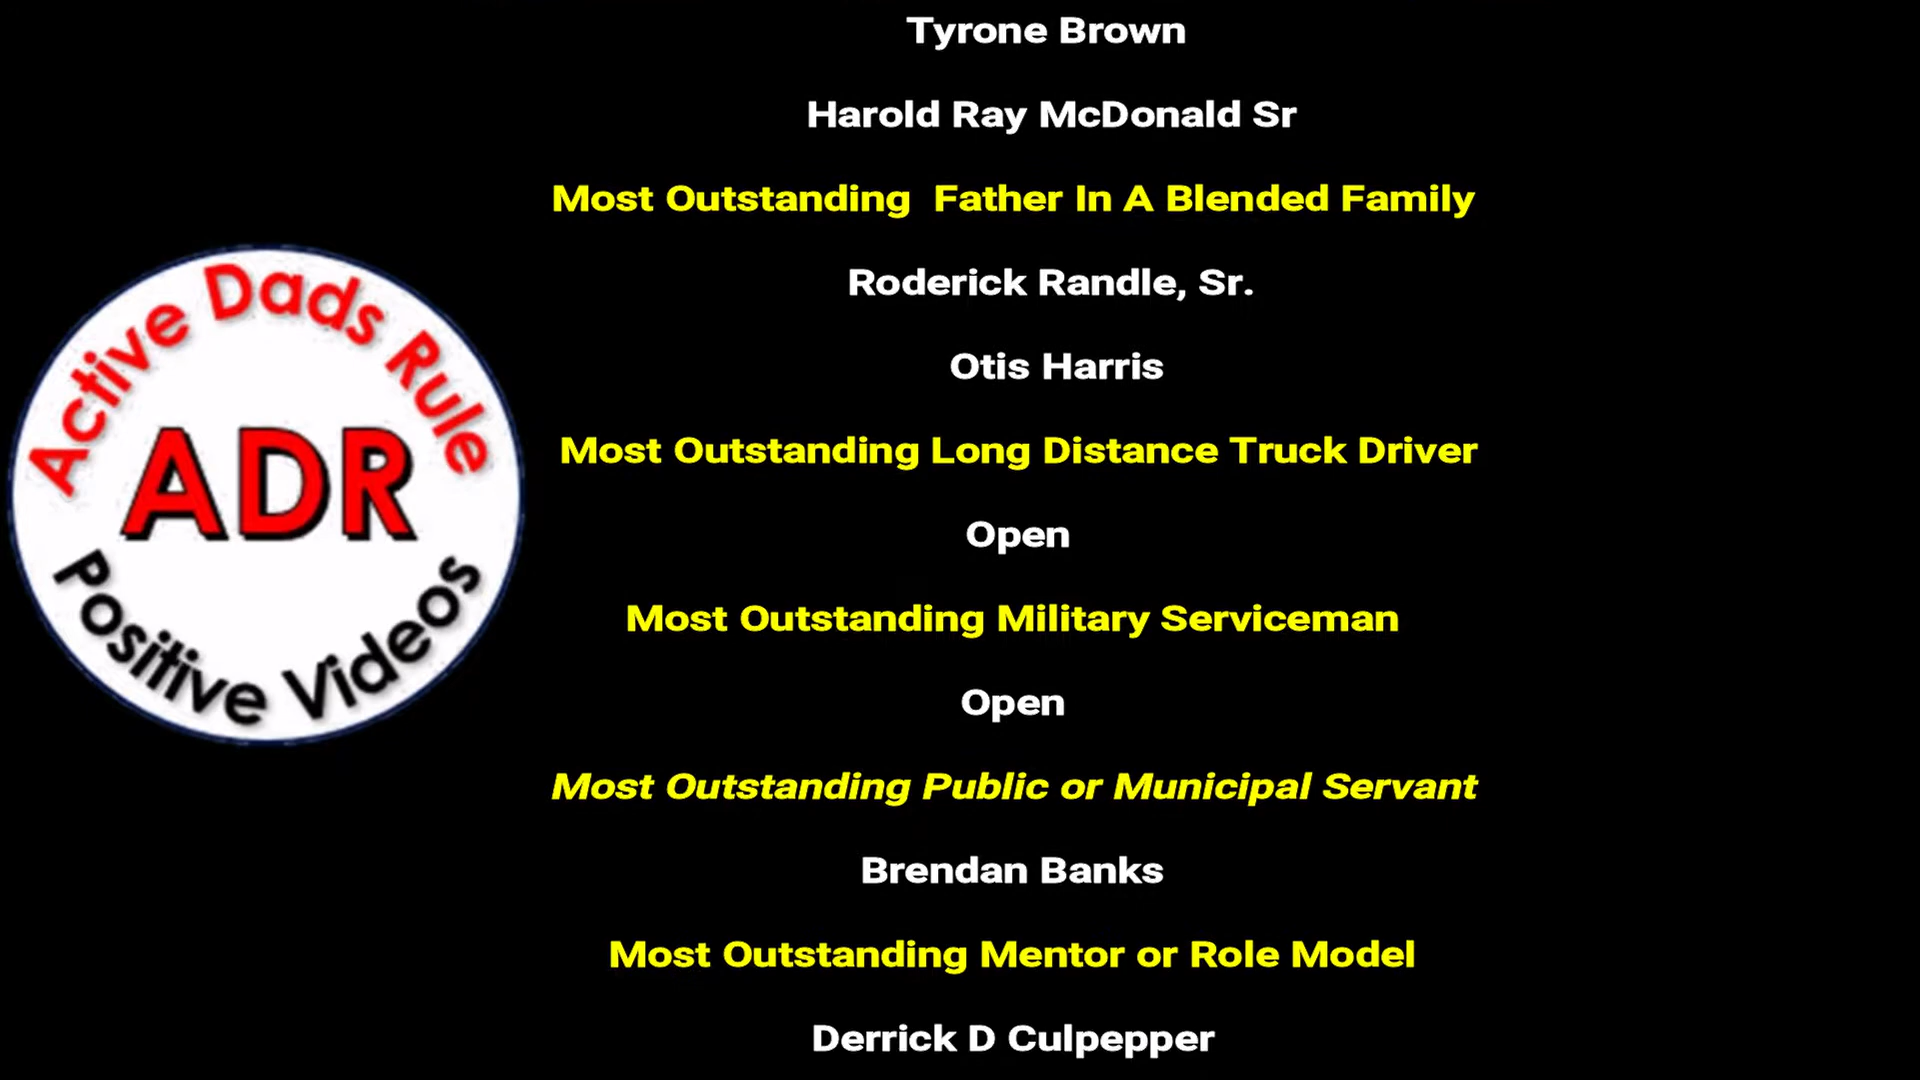 Tyrone Brown
Harold Ray McDonald Sr
Most Outstanding  Father In A Blended Family
Roderick Randle, Sr.
Otis Harris
Most Outstanding Long Distance Truck Driver
Open
Most Outstanding Military Serviceman
Open
Most Outstanding Public or Municipal Servant
Brendan Banks
Most Outstanding Mentor or Role Model
Derrick D Culpepper
Active Dads Rule
ADR
Positive Videos